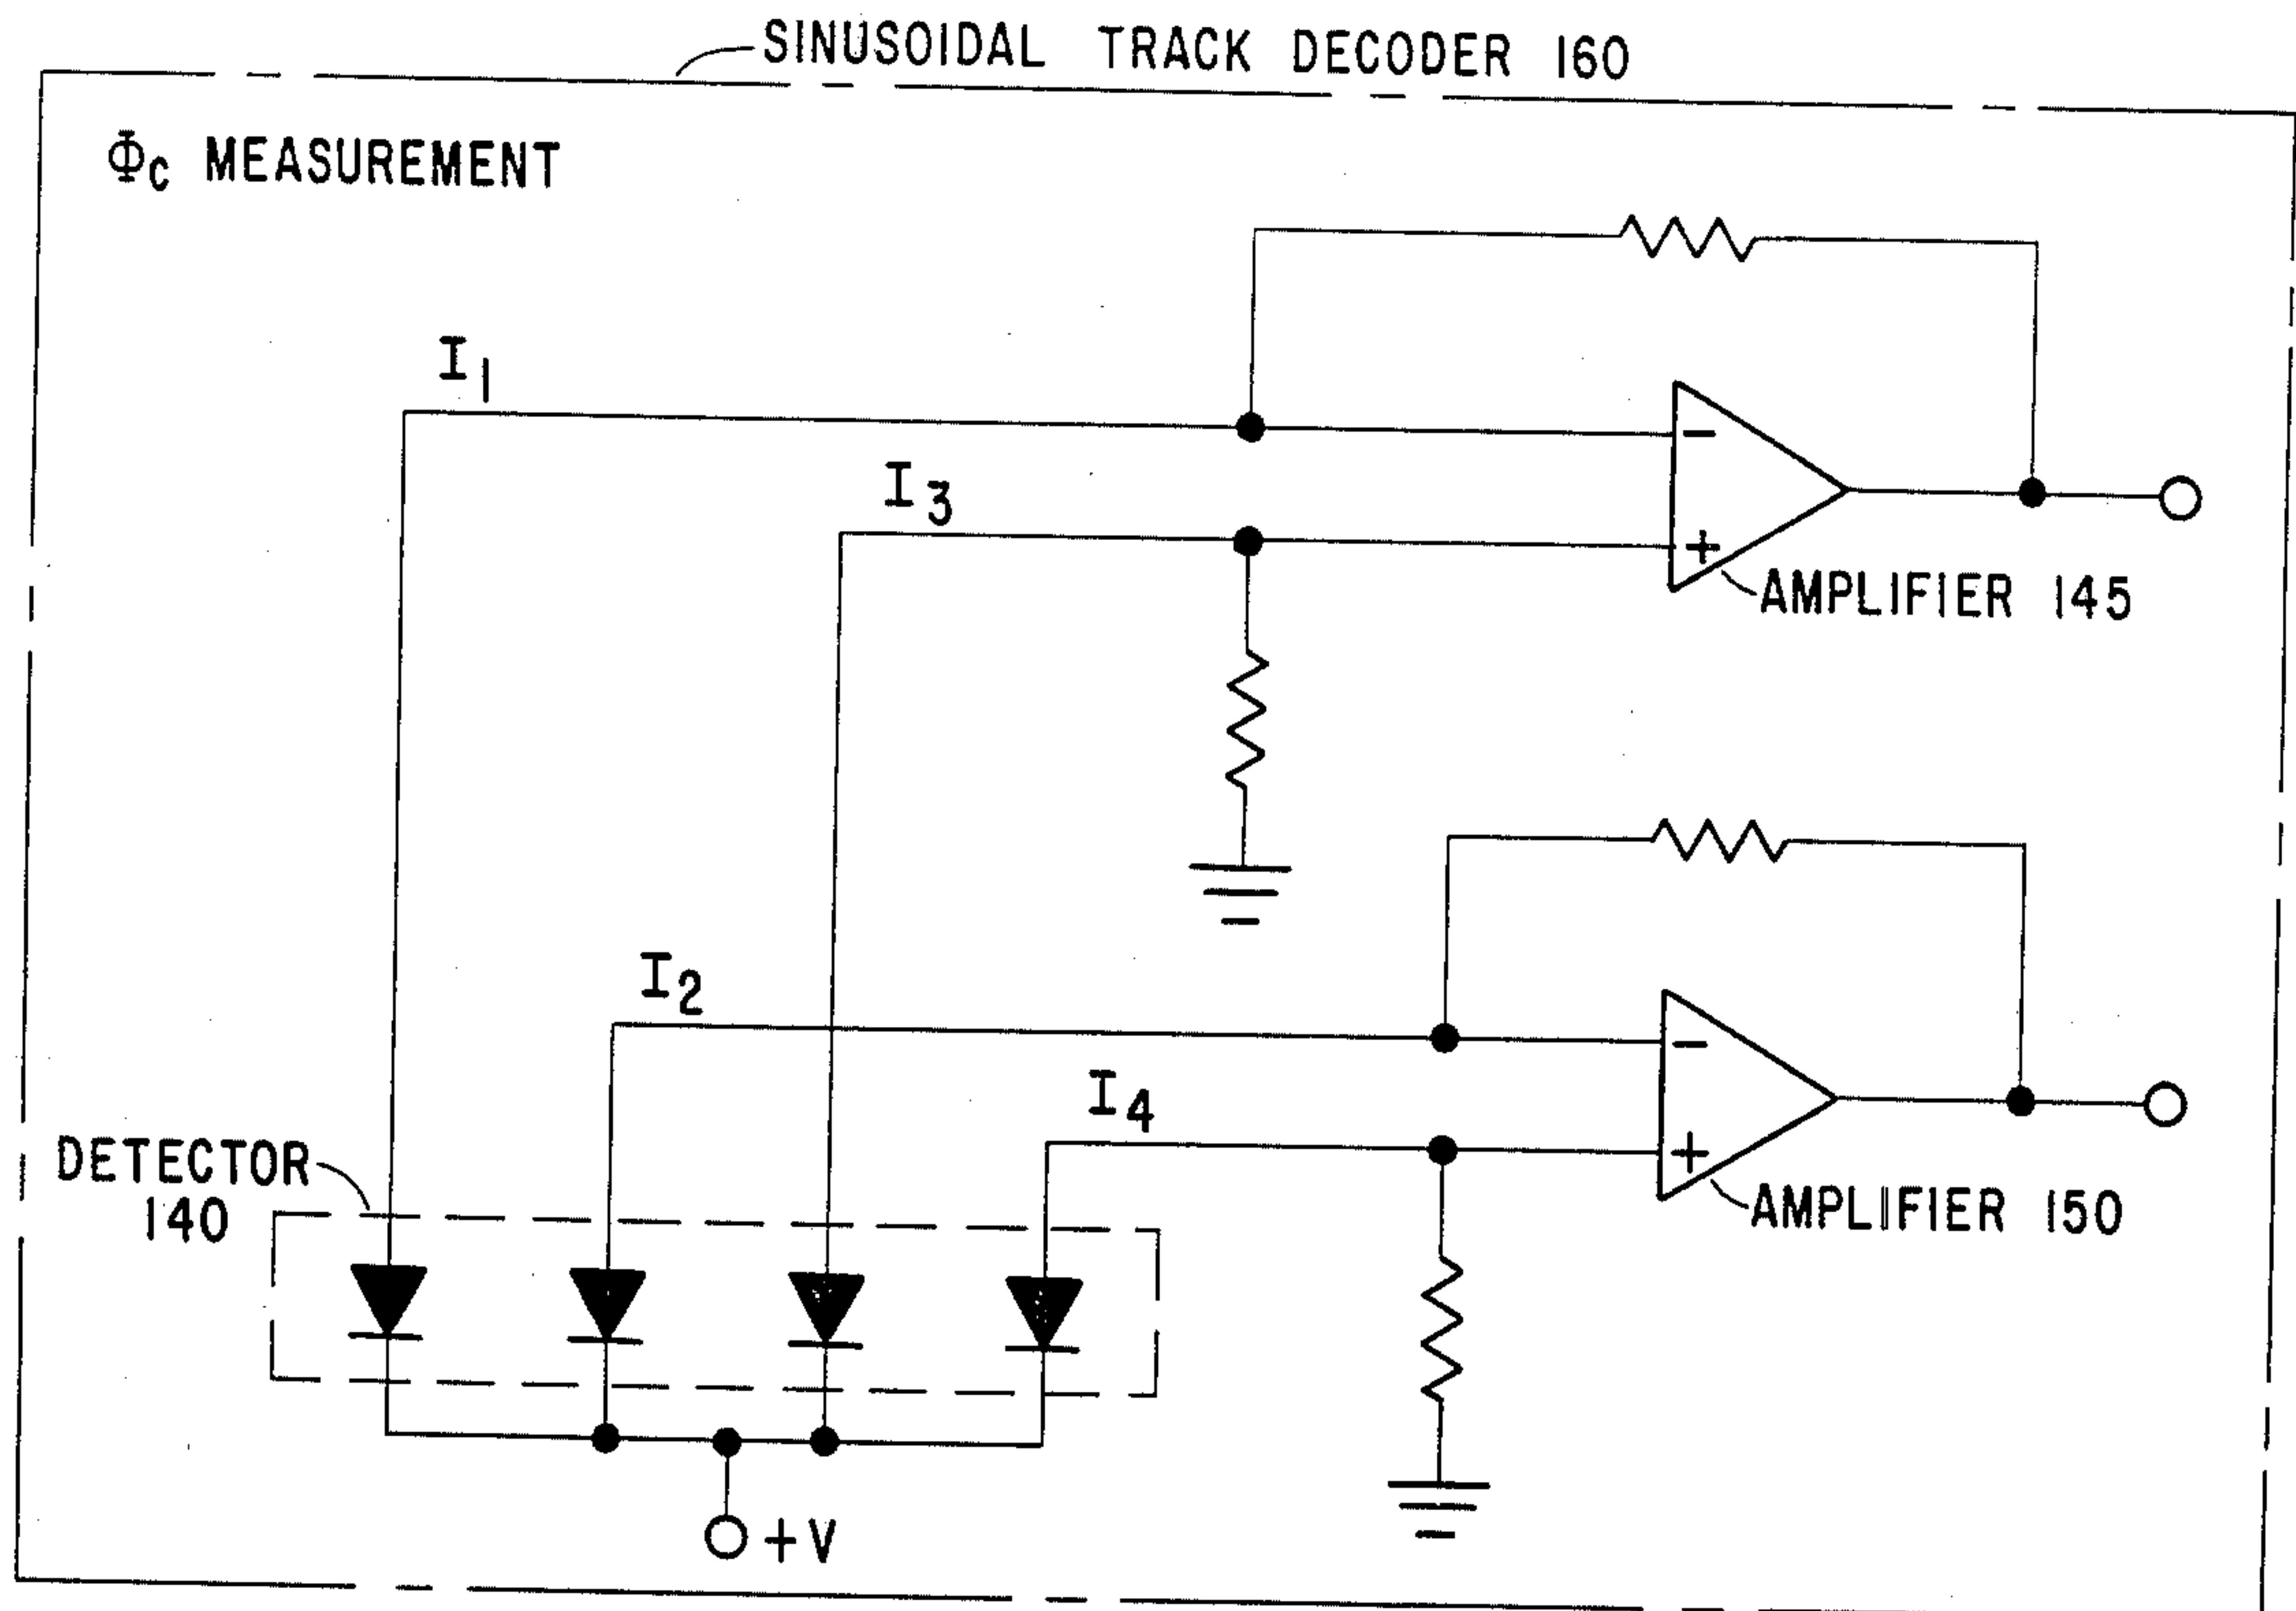 SINUSOIDAL TRACK DECODER 160
Φc MEASUREMENT
I1
I3
AMPLIFIER 145
I2
I4
DETECTOR
140
AMPLIFIER 150
+V